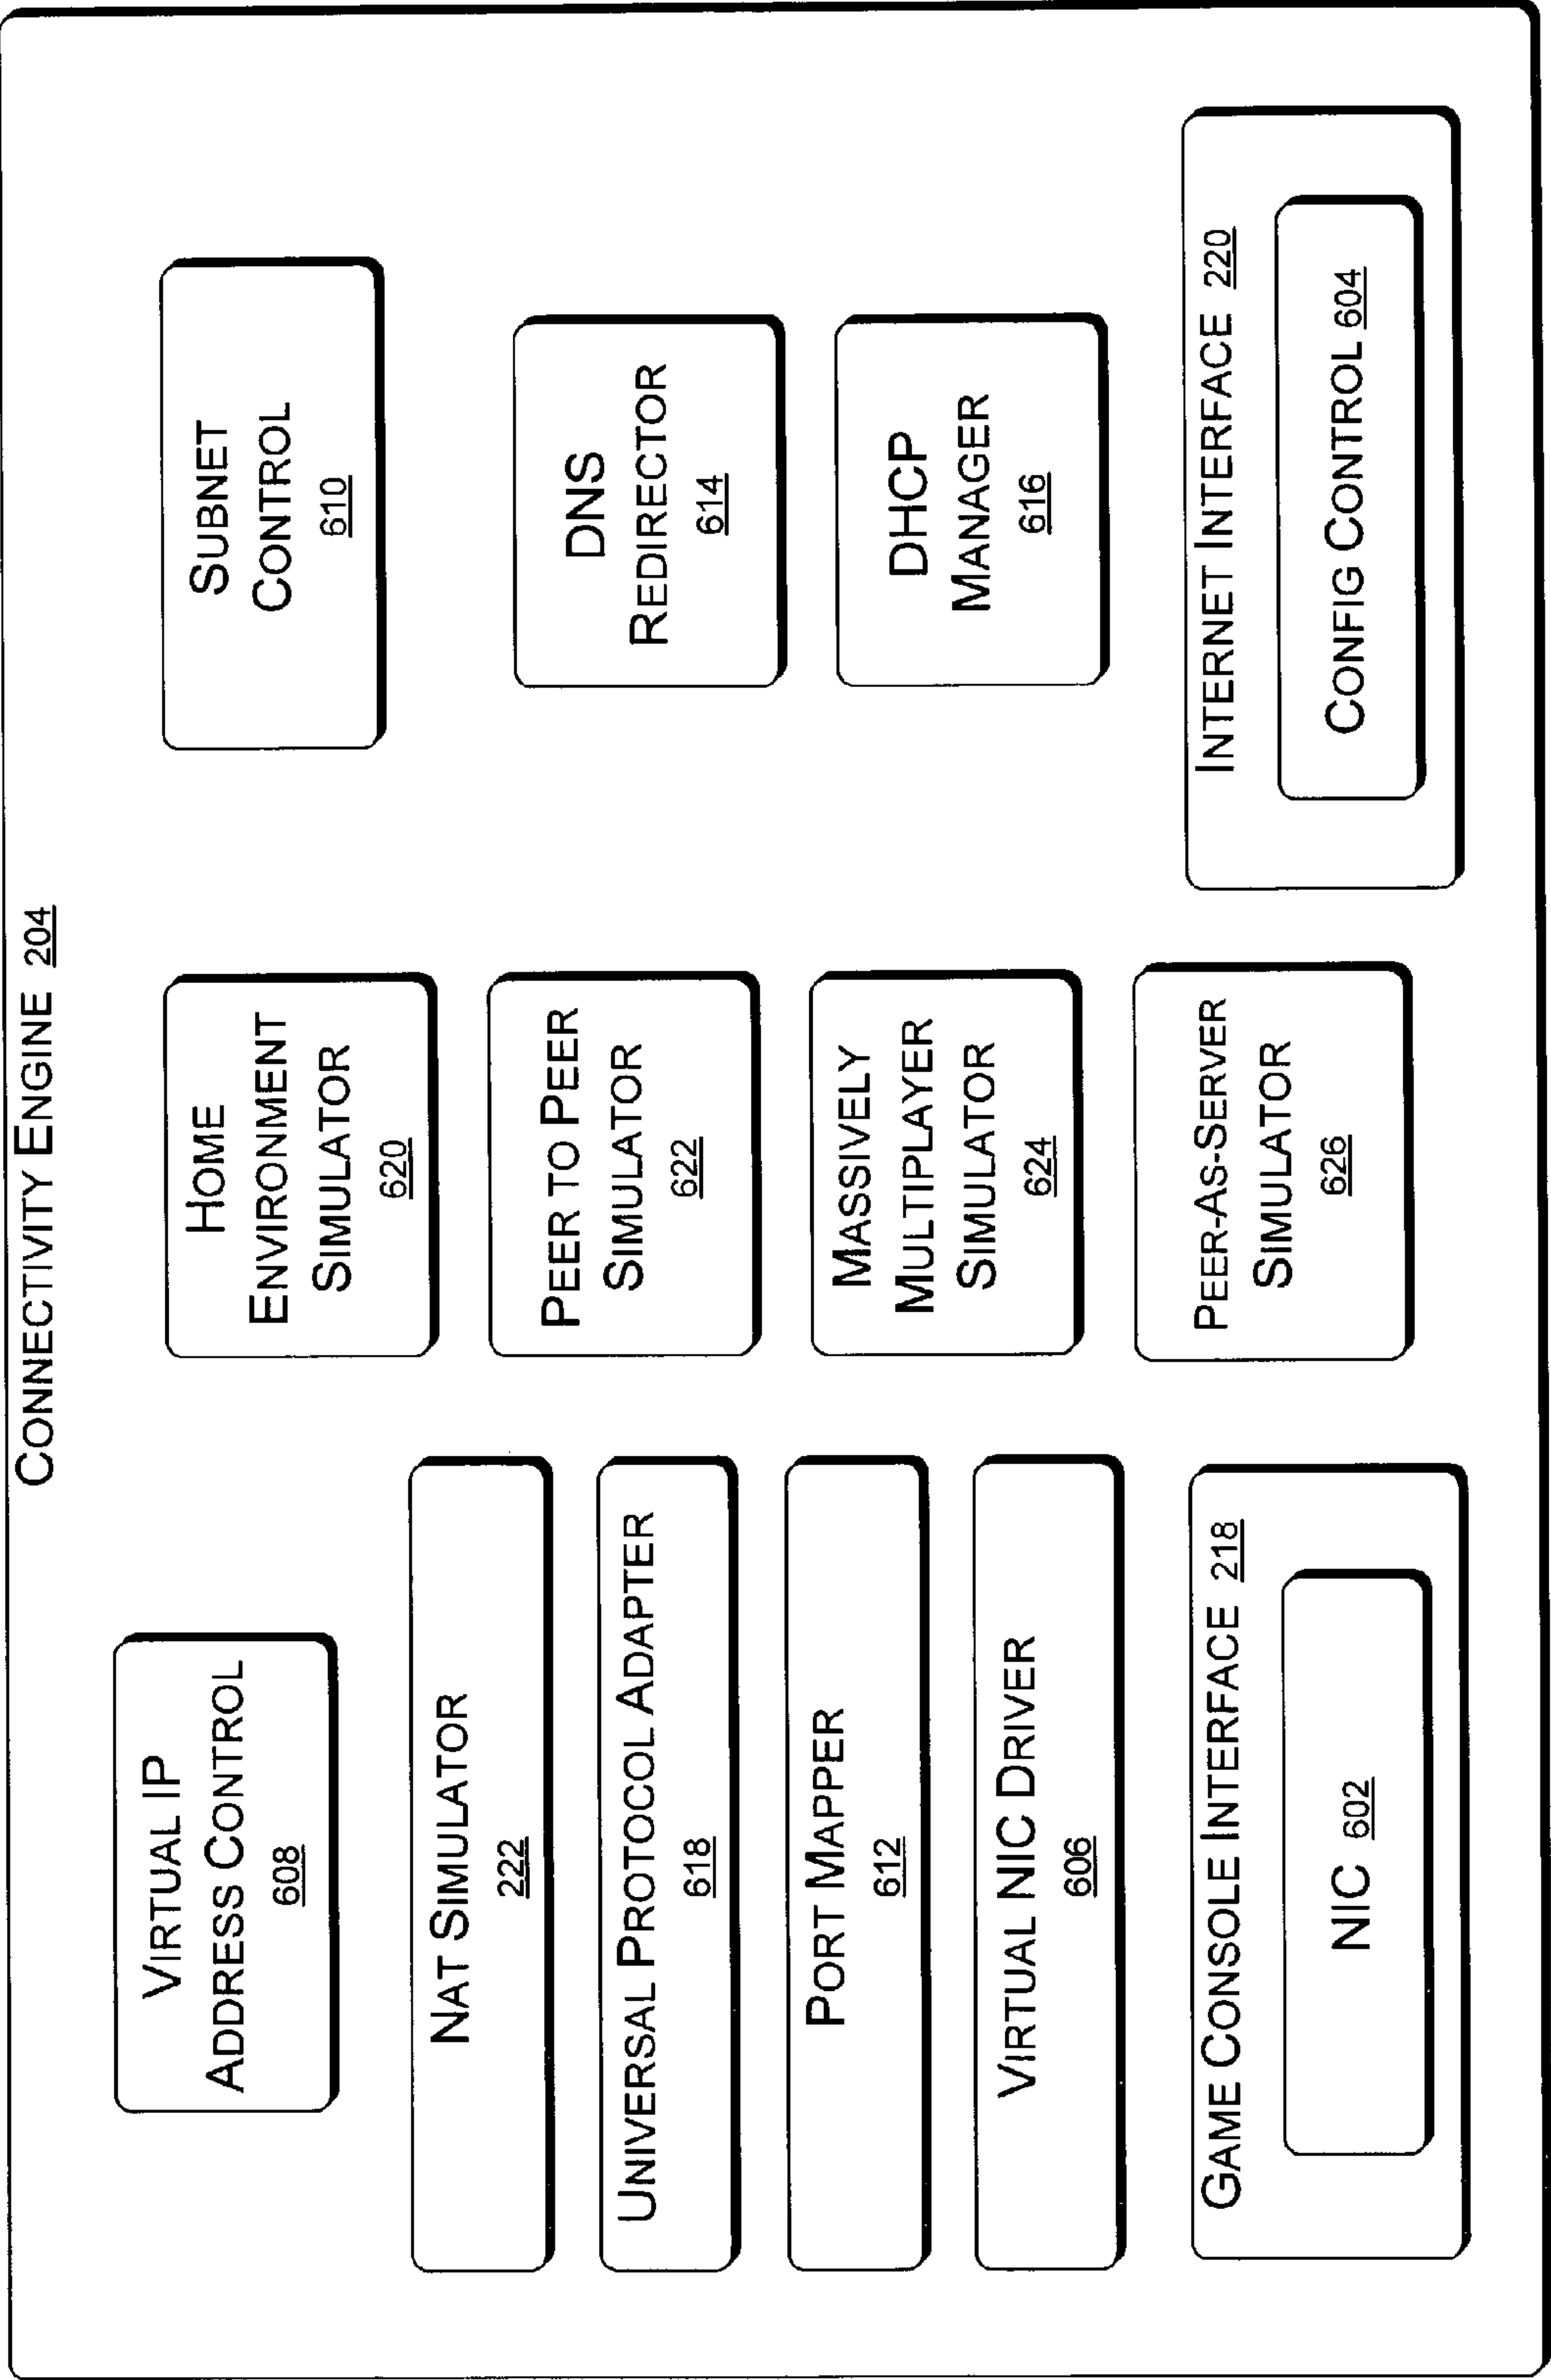 CONNECTIVITY ENGINE 204
VIRTUAL IP
ADDRESS CONTROL
608
NAT SIMULATOR
222
UNIVERSAL PROTOCOL ADAPTER
618
PORT MAPPER
612
VIRTUAL NIC DRIVER
606
GAME CONSOLE INTERFACE 218
NIC 602
HOME
ENVIRONMENT
SIMULATOR
620
PEER TO PEER
SIMULATOR
622
MASSIVELY
MULTIPLAYER
SIMULATOR
624
PEER-AS-SERVER
SIMULATOR
626
SUBNET
CONTROL
610
DNS
REDIRECTOR
614
DHCP
MANAGER
616
INTERNET INTERFACE 220
CONFIG CONTROL 604